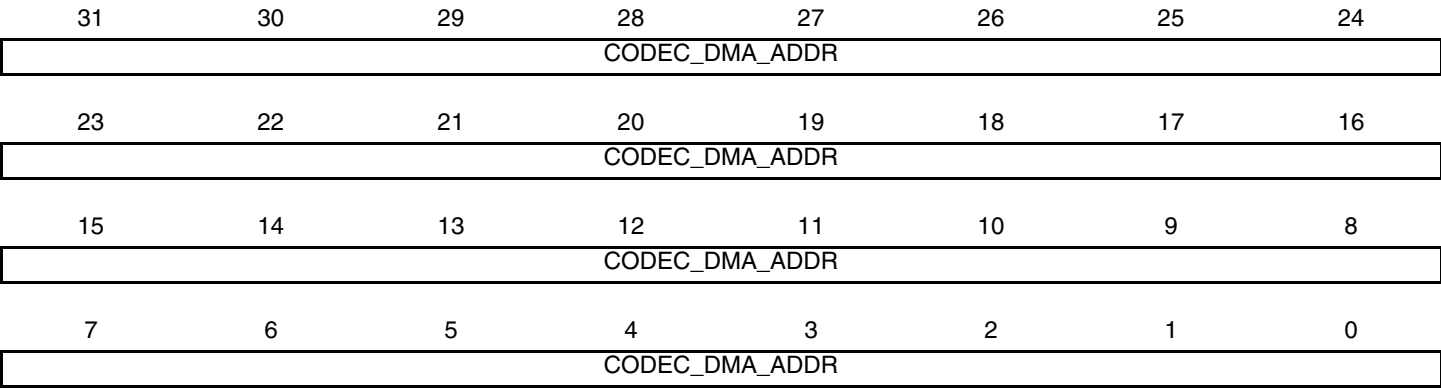 31 30 29 28 27 26 25 24
CODEC_DMA_ADDR
23 22 21 20 19 18 17 16
CODEC_DMA_ADDR
15 14 13 12 11 10 9 8
CODEC_DMA_ADDR
7 6 5 4 3 2 1 0
CODEC_DMA_ADDR